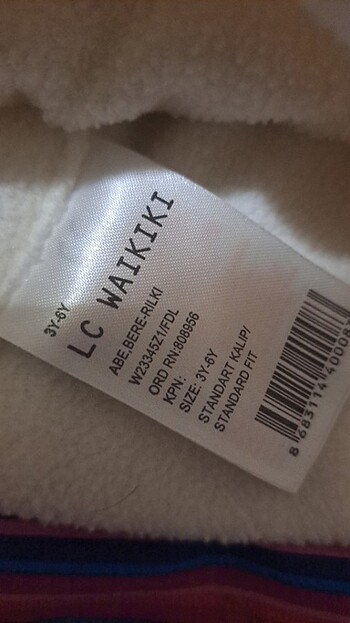 3Y-6Y
LC WAIKIKI
ABE,BERE-RILKI
W23345Z1/FDL
ORD RN:808956
KPN:
SIZE: 3Y-6Y
STANDART KALIP/
STANDARD FIT